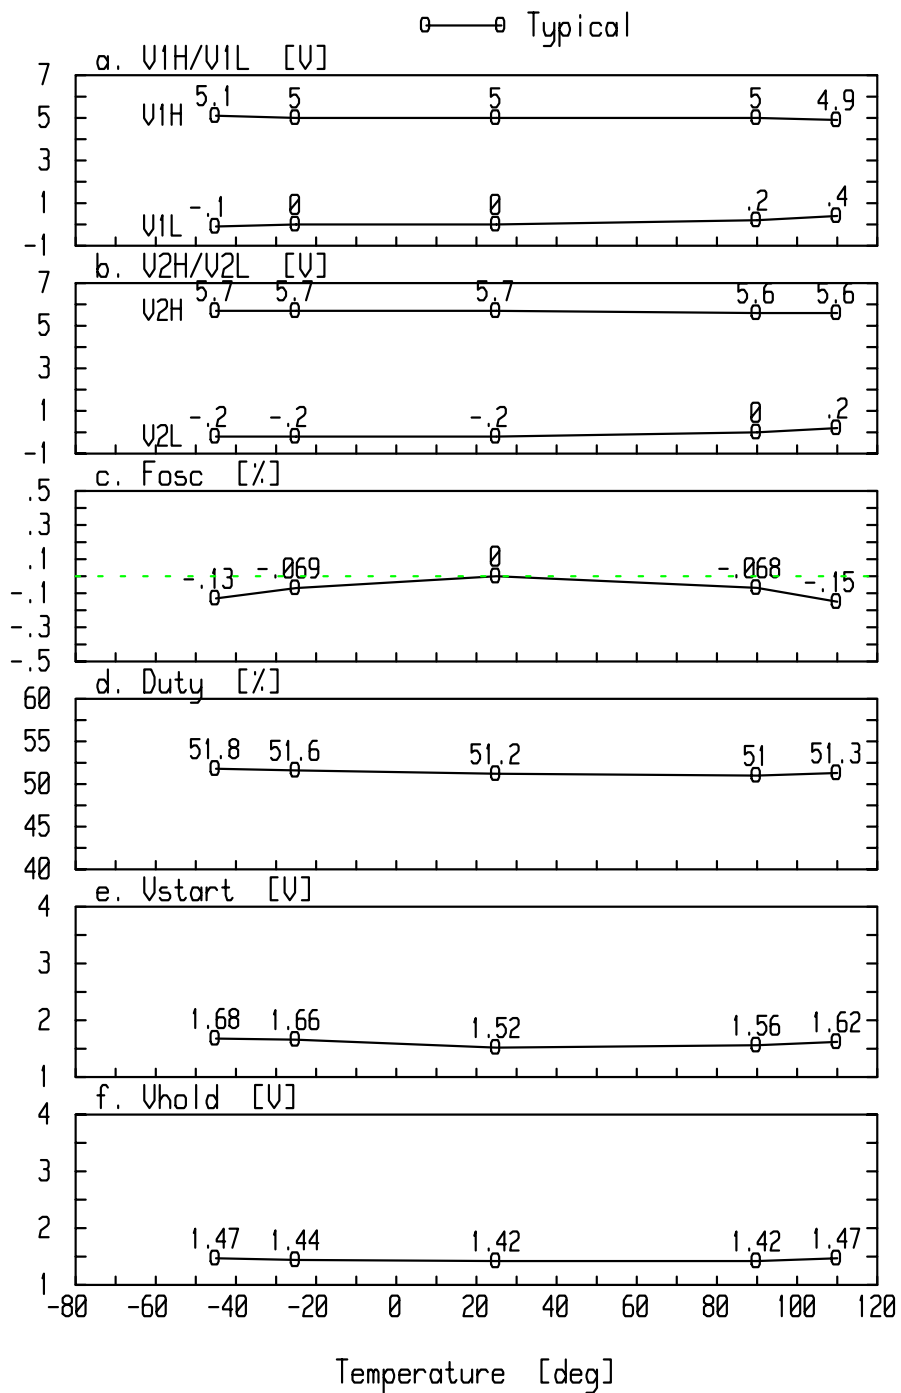 Typical
a. V1H/V1L [V]
7
5
3
1
-1
V1H
5.1 5 5 5 4.9
V1L
-.1 0 0 .2 .4
b. V2H/V2L [V]
7
5
3
1
-1
V2H
5.7 5.7 5.7 5.6 5.6
V2L
-.2 -.2 -.2 0 .2
c. Fosc [%]
.5
.3
.1
-.1
-.3
-.5
-.13 -.069 0 -.068 -.15
d. Duty [%]
60
55
50
45
40
51.8 51.6 51.2 51 51.3
e. Vstart [V]
4
3
2
1
1.68 1.66 1.52 1.56 1.62
f. Vhold [V]
4
3
2
1
1.47 1.44 1.42 1.42 1.47
-80 -60 -40 -20 0 20 40 60 80 100 120
Temperature [deg]